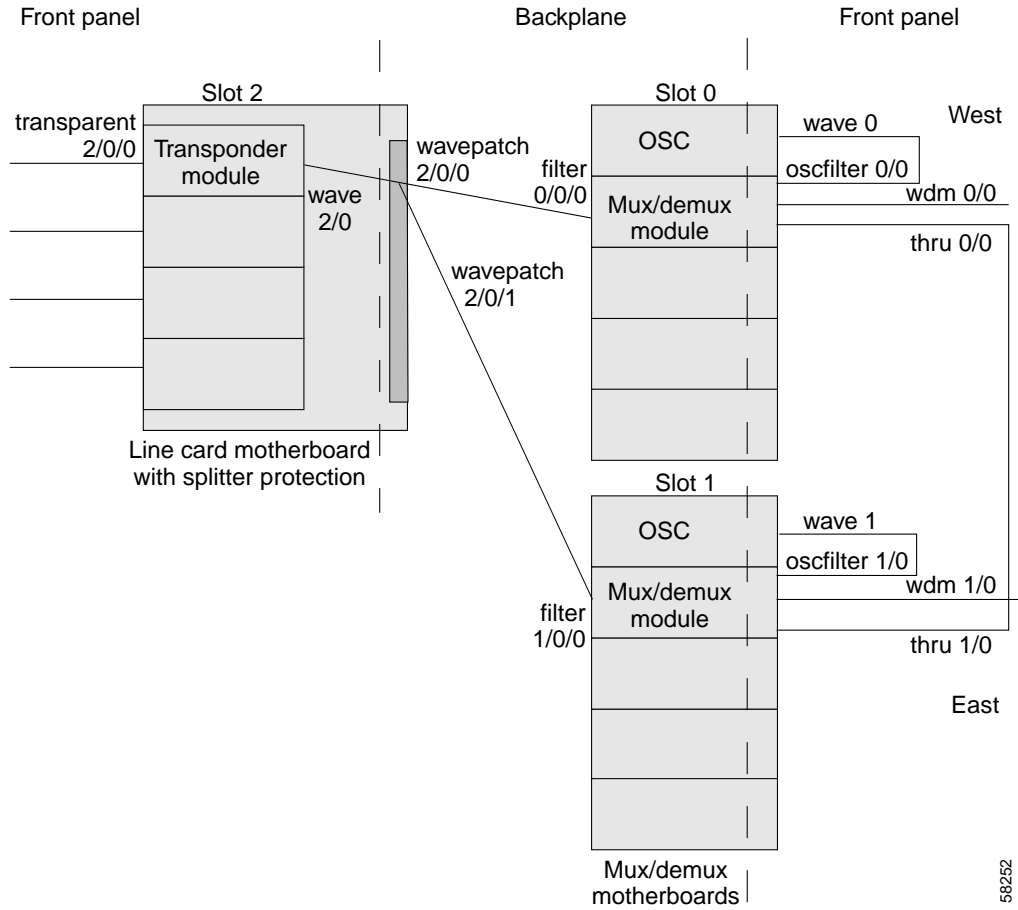 Front panel
Backplane
Front panel
Slot 2
Slot 0
transparent
2/0/0
Transponder
module
wave
2/0
wavepatch
2/0/0
filter
0/0/0
OSC
Mux/demux
module
wave 0
West
oscfilter 0/0
wdm 0/0
thru 0/0
wavepatch
2/0/1
Line card motherboard
with splitter protection
Slot 1
OSC
Mux/demux
module
filter
1/0/0
wave 1
oscfilter 1/0
wdm 1/0
thru 1/0
East
Mux/demux
motherboards
58252